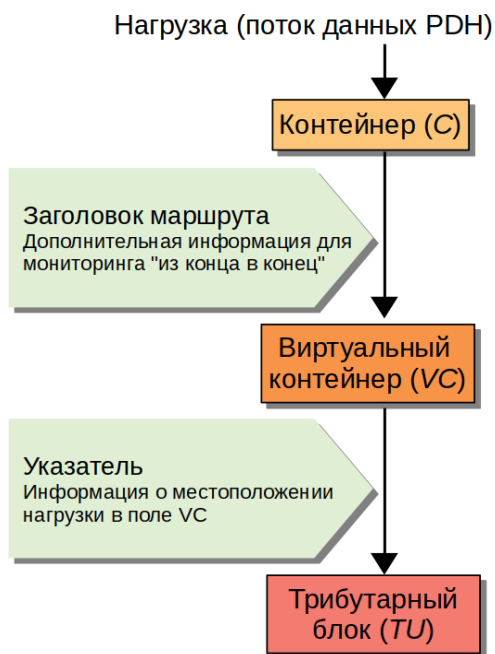 Нагрузка (поток данных PDH)
Контейнер (C)
Заголовок маршрута
Дополнительная информация для
мониторинга "из конца в конец"
Виртуальный
контейнер (VC)
Указатель
Информация о местоположении
нагрузки в поле VC
Трибутарный
блок (TU)